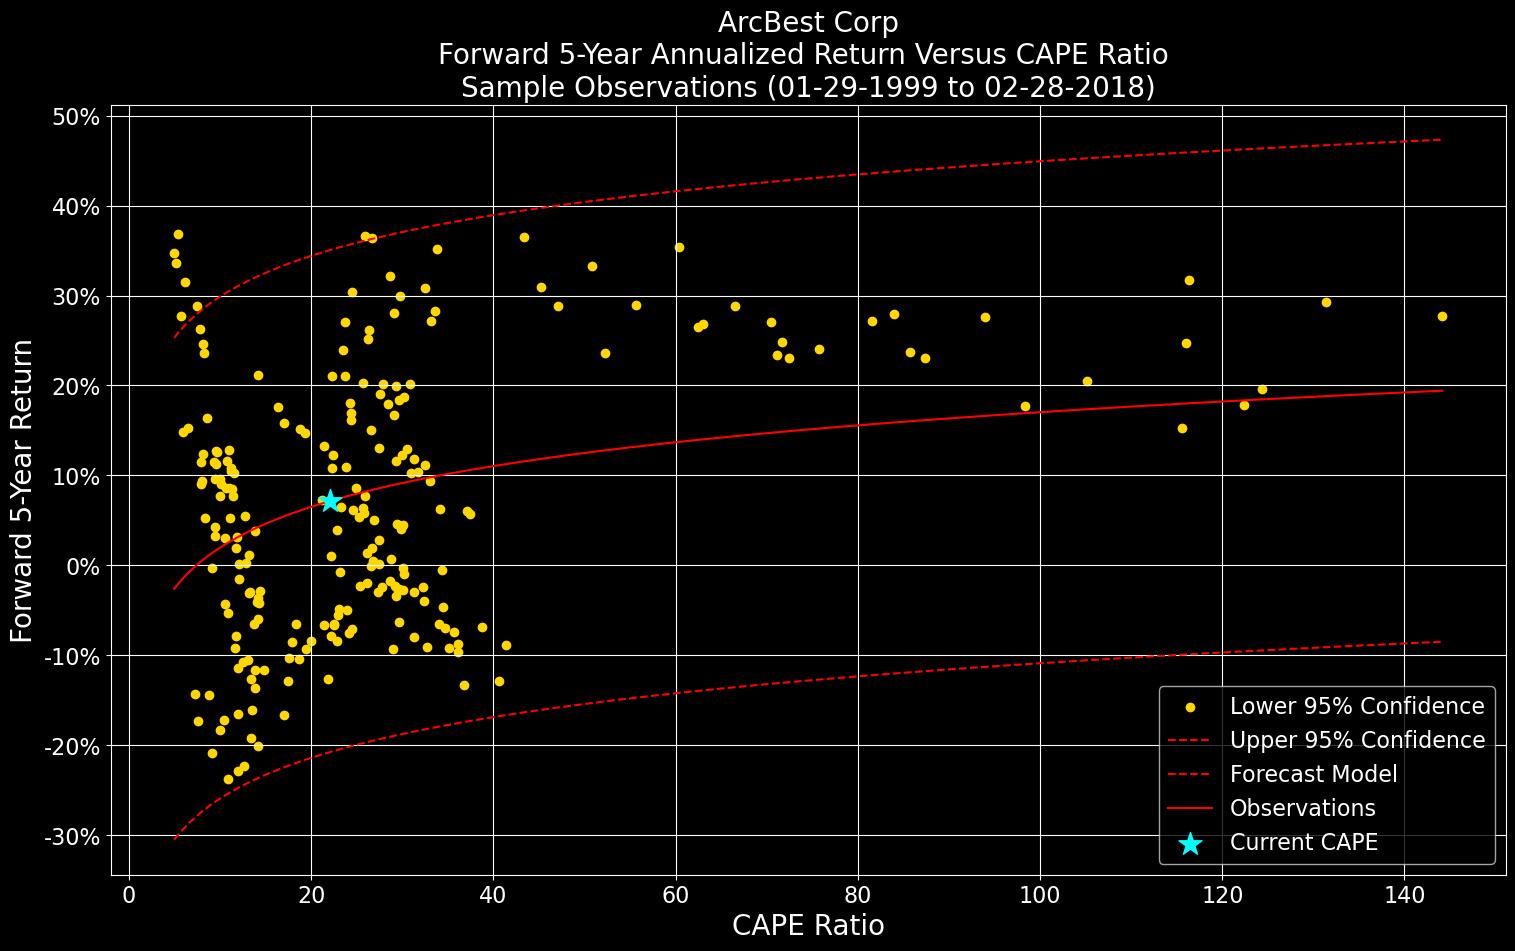 ArcBest Corp
Forward 5-Year Annualized Return Versus CAPE Ratio
Sample Observations (01-29-1999 to 02-28-2018)
Forward 5-Year Return
50%
40%
30%
20%
10%
0%
-10%
-20%
-30%
Lower 95% Confidence
Upper 95% Confidence
Forecast Model
Observations
Current CAPE
0 20 40 60 80 100 120 140
CAPE Ratio